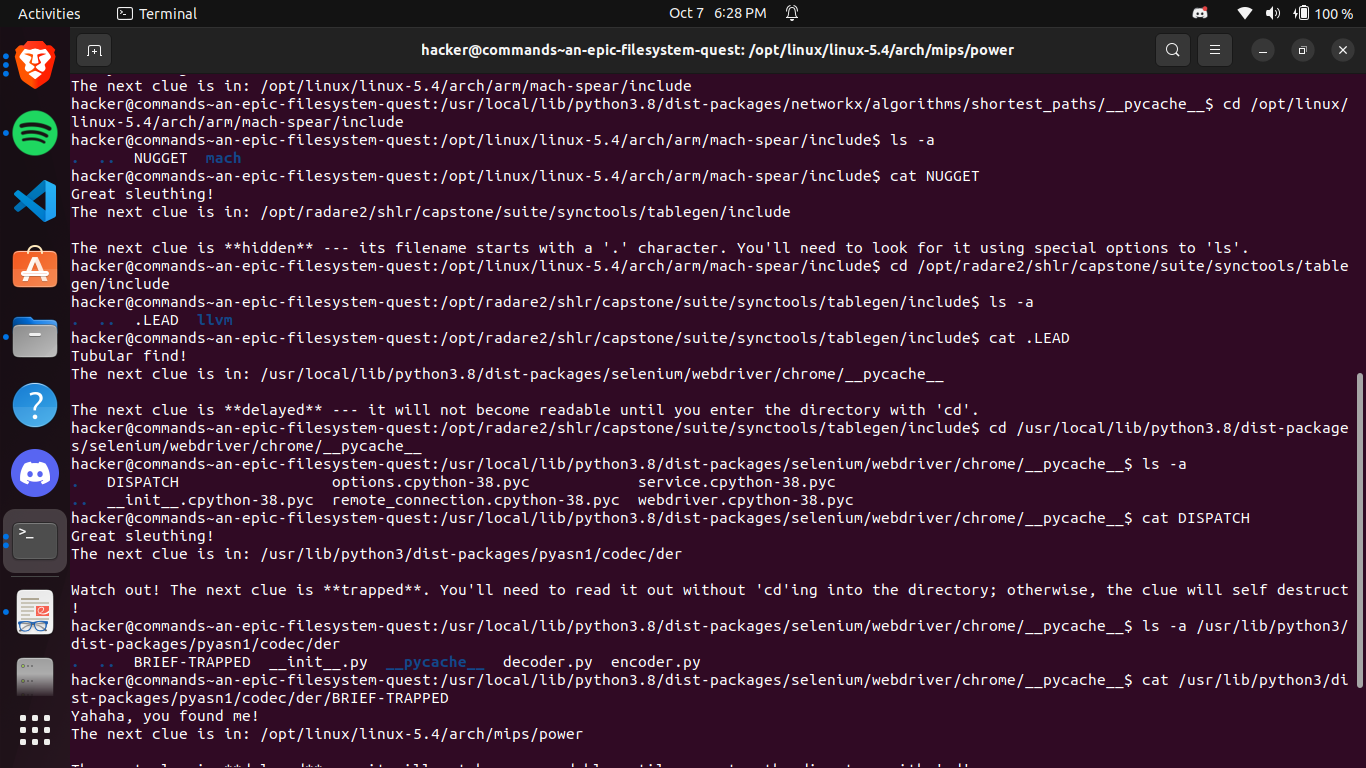 Activities Terminal Oct 7 6:28 PM 100 %
hacker@commands~an-epic-filesystem-quest: /opt/linux/linux-5.4/arch/mips/power
The next clue is in: /opt/linux/linux-5.4/arch/arm/mach-spear/include
hacker@commands~an-epic-filesystem-quest:/usr/local/lib/python3.8/dist-packages/networkx/algorithms/shortest_paths/__pycache__$ cd /opt/linux/
linux-5.4/arch/arm/mach-spear/include
hacker@commands~an-epic-filesystem-quest:/opt/linux/linux-5.4/arch/arm/mach-spear/include$ ls -a
. .. NUGGET mach
hacker@commands~an-epic-filesystem-quest:/opt/linux/linux-5.4/arch/arm/mach-spear/include$ cat NUGGET
Great sleuthing!
The next clue is in: /opt/radare2/shlr/capstone/suite/synctools/tablegen/include
The next clue is **hidden** --- its filename starts with a '.' character. You'll need to look for it using special options to 'ls'.
hacker@commands~an-epic-filesystem-quest:/opt/linux/linux-5.4/arch/arm/mach-spear/include$ cd /opt/radare2/shlr/capstone/suite/synctools/table
gen/include
hacker@commands~an-epic-filesystem-quest:/opt/radare2/shlr/capstone/suite/synctools/tablegen/include$ ls -a
. .. .LEAD llvm
hacker@commands~an-epic-filesystem-quest:/opt/radare2/shlr/capstone/suite/synctools/tablegen/include$ cat .LEAD
Tubular find!
The next clue is in: /usr/local/lib/python3.8/dist-packages/selenium/webdriver/chrome/__pycache__
The next clue is **delayed** --- it will not become readable until you enter the directory with 'cd'.
hacker@commands~an-epic-filesystem-quest:/opt/radare2/shlr/capstone/suite/synctools/tablegen/include$ cd /usr/local/lib/python3.8/dist-package
s/selenium/webdriver/chrome/__pycache__
hacker@commands~an-epic-filesystem-quest:/usr/local/lib/python3.8/dist-packages/selenium/webdriver/chrome/__pycache__$ ls -a
. DISPATCH options.cpython-38.pyc service.cpython-38.pyc
.. __init__.cpython-38.pyc remote_connection.cpython-38.pyc webdriver.cpython-38.pyc
hacker@commands~an-epic-filesystem-quest:/usr/local/lib/python3.8/dist-packages/selenium/webdriver/chrome/__pycache__$ cat DISPATCH
Great sleuthing!
The next clue is in: /usr/lib/python3/dist-packages/pyasn1/codec/der
Watch out! The next clue is **trapped**. You'll need to read it out without 'cd'ing into the directory; otherwise, the clue will self destruct
!
hacker@commands~an-epic-filesystem-quest:/usr/local/lib/python3.8/dist-packages/selenium/webdriver/chrome/__pycache__$ ls -a /usr/lib/python3/
dist-packages/pyasn1/codec/der
. .. BRIEF-TRAPPED __init__.py __pycache__ decoder.py encoder.py
hacker@commands~an-epic-filesystem-quest:/usr/local/lib/python3.8/dist-packages/selenium/webdriver/chrome/__pycache__$ cat /usr/lib/python3/di
st-packages/pyasn1/codec/der/BRIEF-TRAPPED
Yahaha, you found me!
The next clue is in: /opt/linux/linux-5.4/arch/mips/power